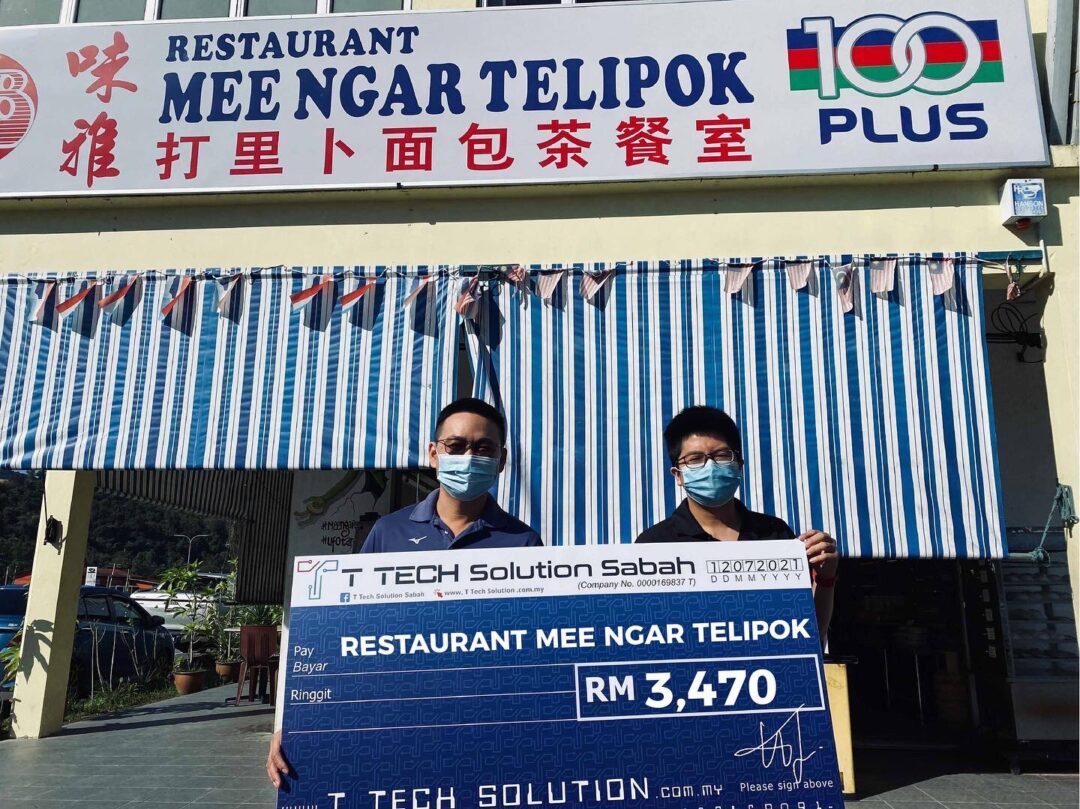 味雅
RESTAURANT
MEE NGAR TELIPOK
打里卜面包茶餐室
100
PLUS
HANSON
T TECH Solution Sabah
(Company No. 0000169837 T)
12072021
DDMMYYYY
T Tech Solution Sabah
www. T Tech Solution .com.my
Pay
Bayar
RESTAURANT MEE NGAR TELIPOK
Ringgit
RM 3,470
Please sign above
T TECH SOLUTION.com.my